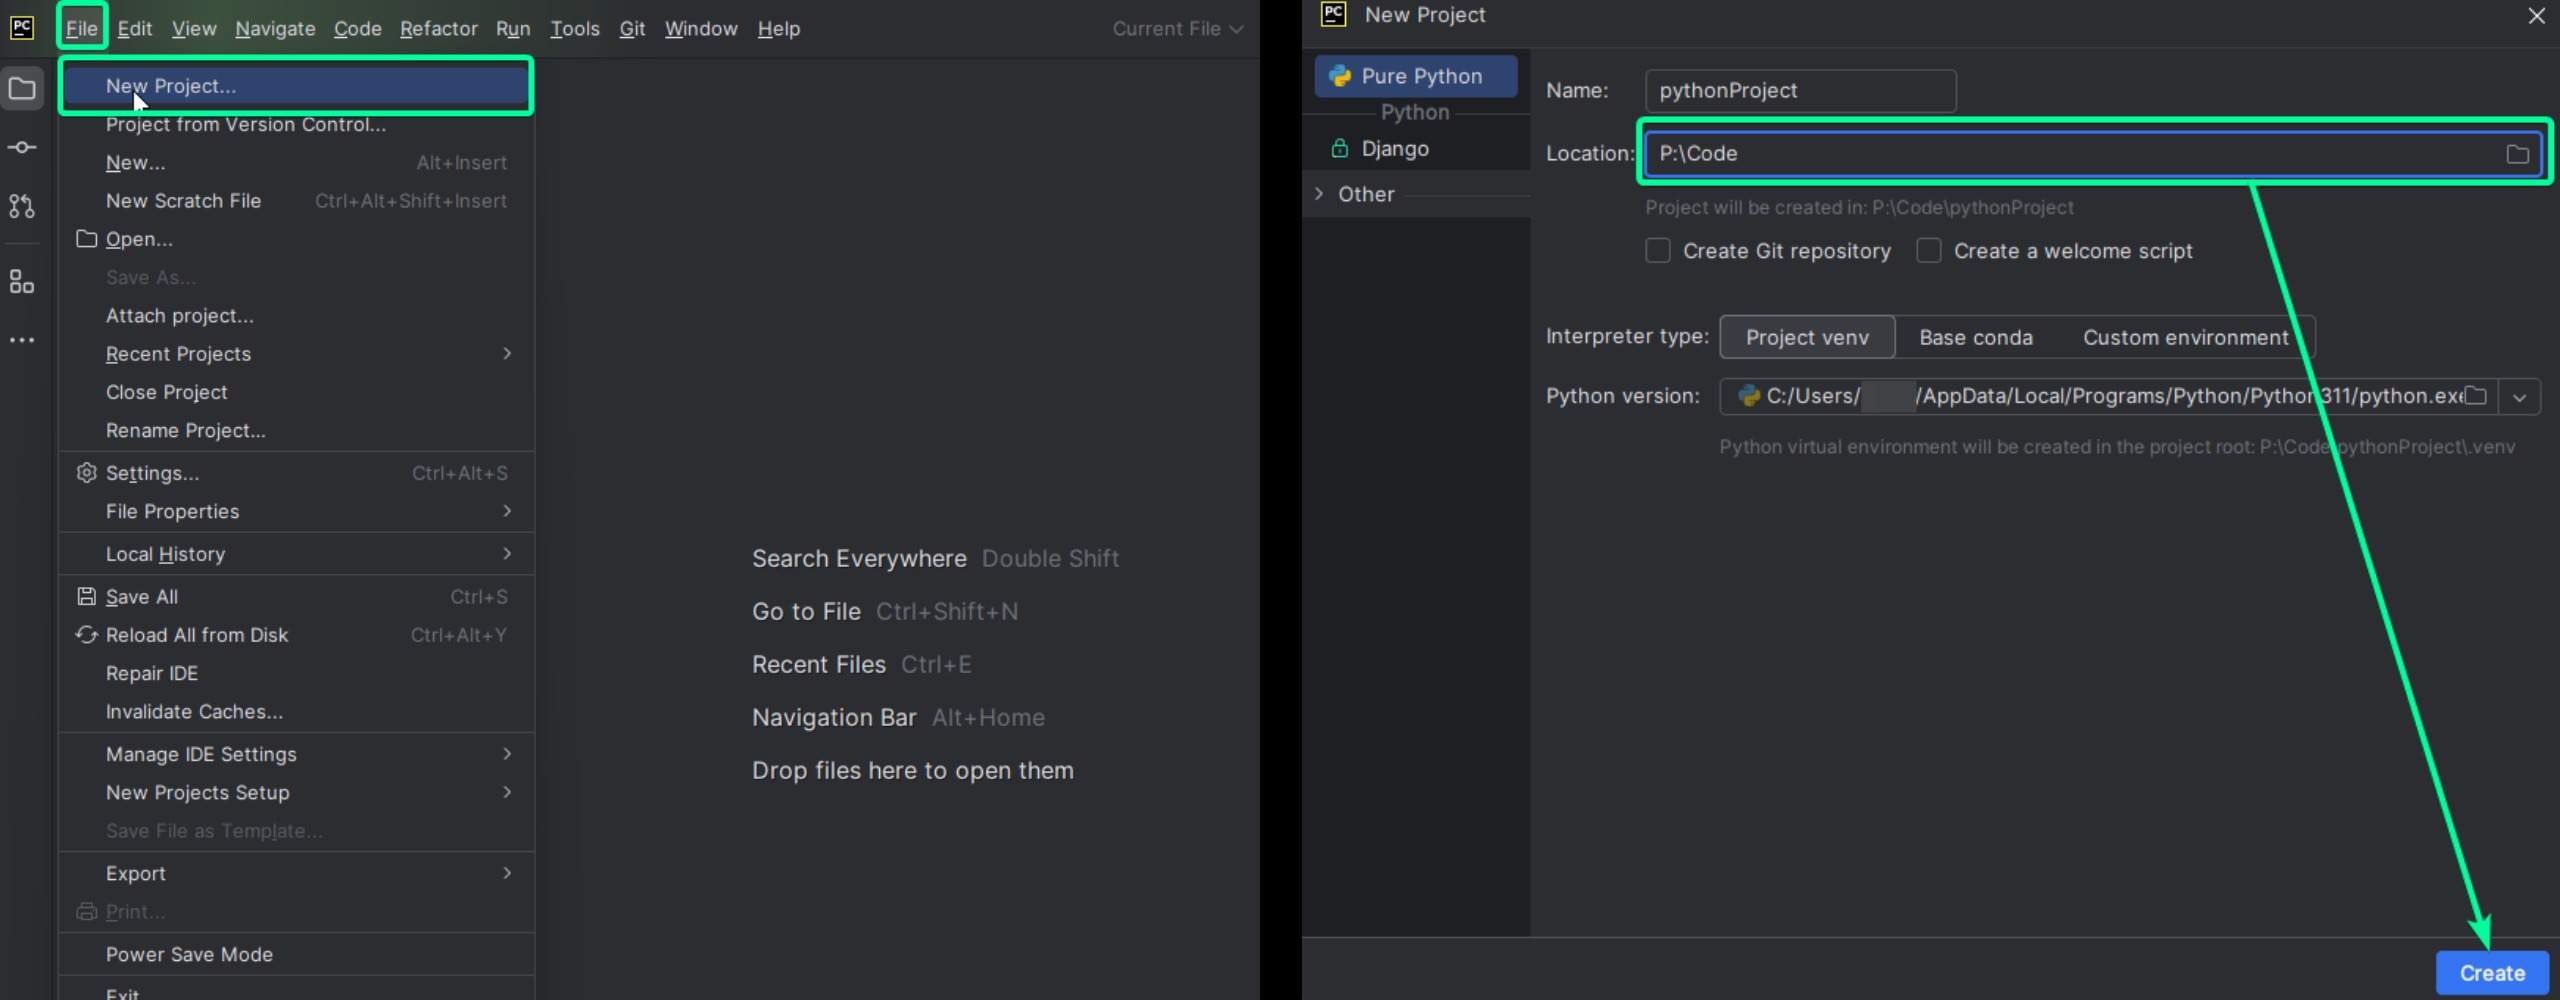 PC File Edit View Navigate Code Refactor Run Tools Git Window Help Current File
New Project...
Project from Version Control...
New... Alt+Insert
New Scratch File Ctrl+Alt+Shift+Insert
Open...
Save As...
Attach project...
Recent Projects
Close Project
Rename Project...
Settings... Ctrl+Alt+S
File Properties
Local History
Save All Ctrl+S
Reload All from Disk Ctrl+Alt+Y
Repair IDE
Invalidate Caches...
Manage IDE Settings
New Projects Setup
Save File as Template...
Export
Print...
Power Save Mode
Exit
Search Everywhere Double Shift
Go to File Ctrl+Shift+N
Recent Files Ctrl+E
Navigation Bar Alt+Home
Drop files here to open them
PC New Project
Pure Python
Python
Django
Other
Name: pythonProject
Location: P:\Code
Project will be created in: P:\Code\pythonProject
Create Git repository Create a welcome script
Interpreter type: Project venv Base conda Custom environment
Python version: C:/Users/ /AppData/Local/Programs/Python/Python311/python.exe
Python virtual environment will be created in the project root: P:\Code\pythonProject\.venv
Create